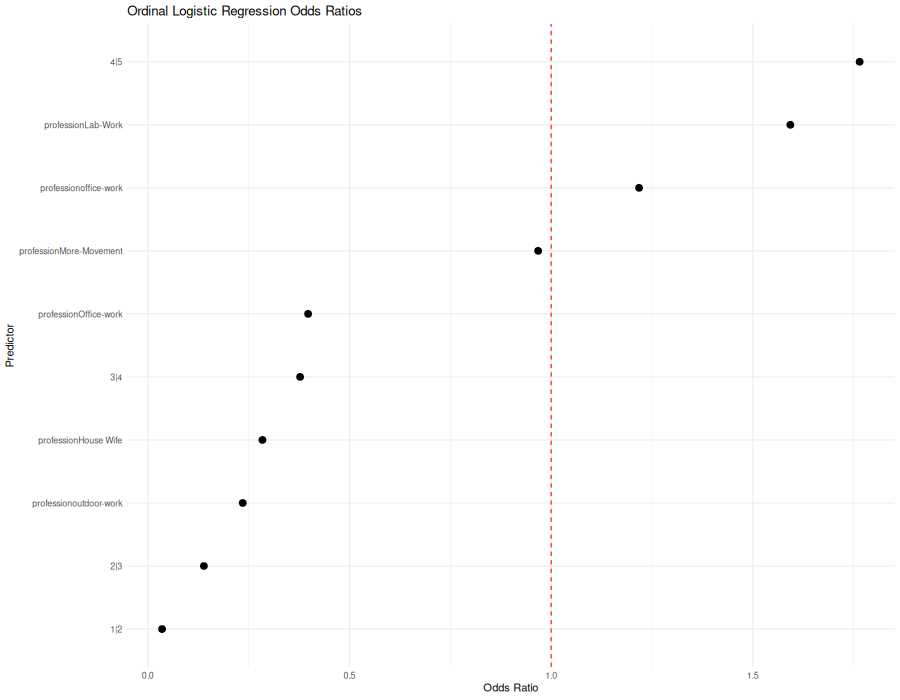 Ordinal Logistic Regression Odds Ratios
4|5
professionLab-Work
professionoffice-work
professionMore-Movement
professionOffice-work
3|4
professionHouse Wife
professionoutdoor-work
2|3
1|2
Predictor
0.0 0.5 1.0 1.5
Odds Ratio